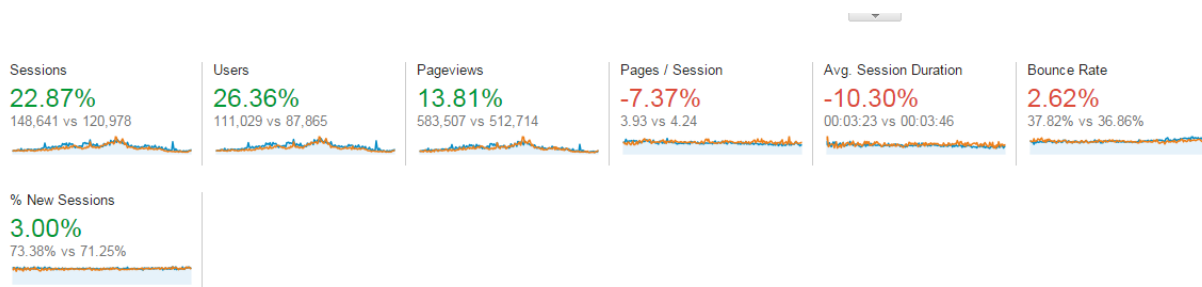 Sessions
22.87%
148,641 vs 120,978
Users
26.36%
111,029 vs 87,865
Pageviews
13.81%
583,507 vs 512,714
Pages / Session
-7.37%
3.93 vs 4.24
Avg. Session Duration
-10.30%
00:03:23 vs 00:03:46
Bounce Rate
2.62%
37.82% vs 36.86%
% New Sessions
3.00%
73.38% vs 71.25%